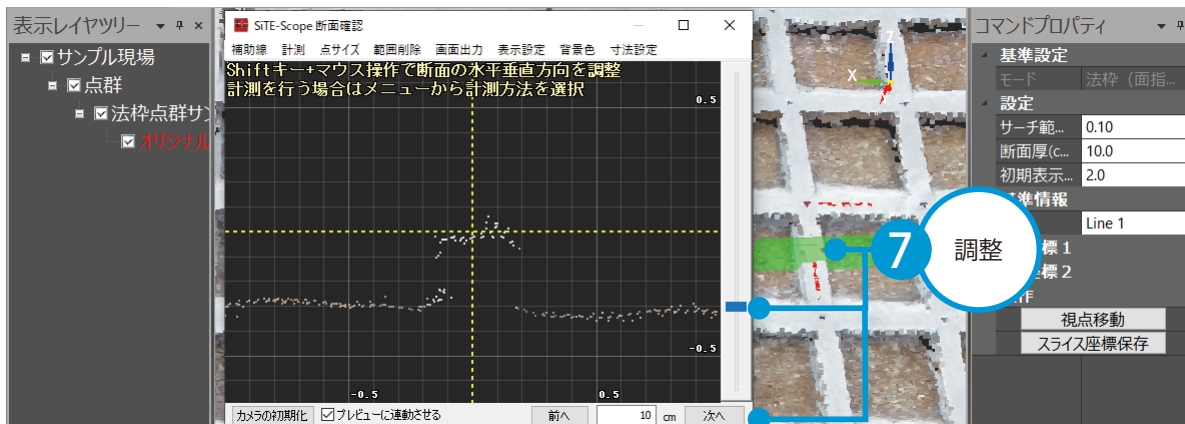 表示レイヤツリー
サンプル現場
点群
法枠点群サ
オリジナル
SiTE-Scope 断面確認
補助線 計測 点サイズ 範囲削除 画面出力 表示設定 背景色 寸法設定
Shiftキー+マウス操作で断面の水平垂直方向を調整
計測を行う場合はメニューから計測方法を選択
0.5
-0.5
-0.5 0.5
カメラの初期化 プレビューに連動させる 前へ 10 cm 次へ
Z
X
7 調整
コマンドプロパティ
基準設定
モード 法枠（面指...
設定
サーチ範... 0.10
断面厚(c... 10.0
初期表示... 2.0
準情報
Line 1
標 1
標 2
作
視点移動
スライス座標保存